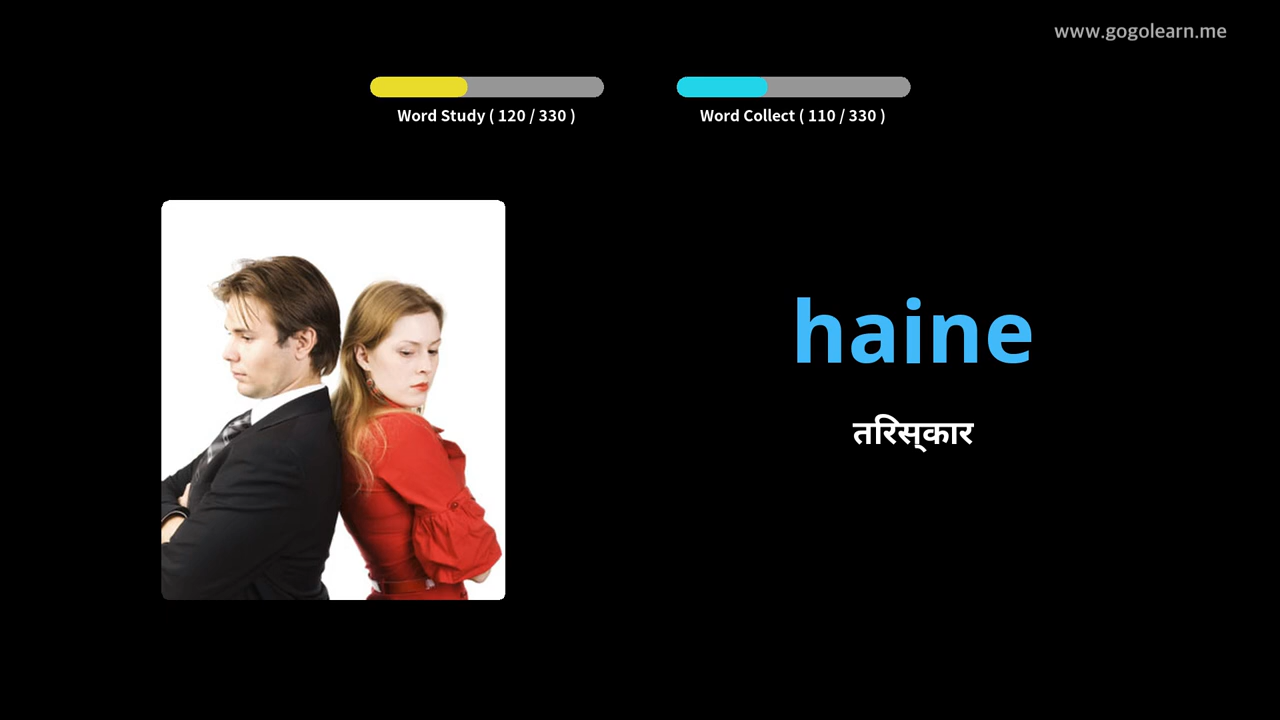 www.gogolearn.me
Word Study ( 120 / 330 )
Word Collect ( 110 / 330 )
haine
तरिस्‌कार